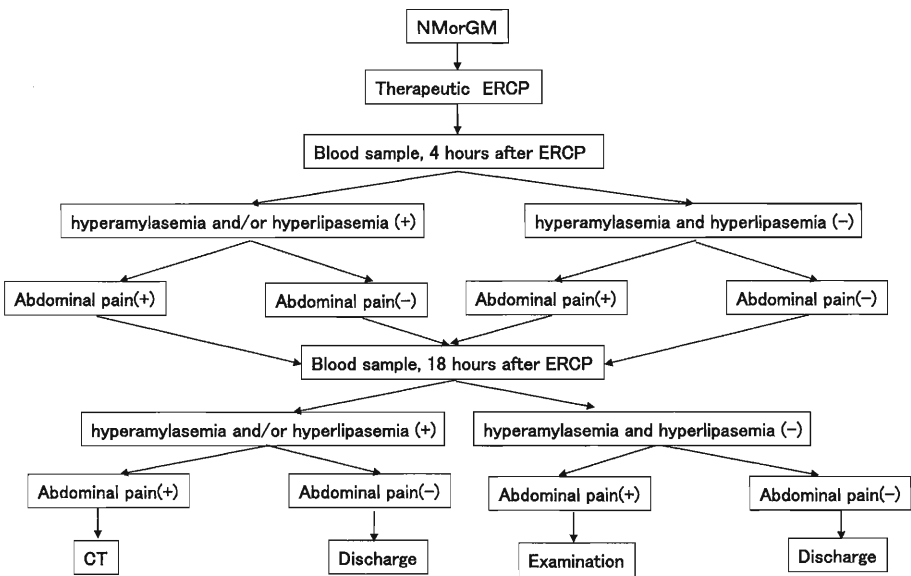 NMorGM
Therapeutic ERCP
Blood sample, 4 hours after ERCP
hyperamylasemia and/or hyperlipasemia (+)
hyperamylasemia and hyperlipasemia (−)
Abdominal pain(+)
Abdominal pain(−)
Abdominal pain(+)
Abdominal pain(−)
Blood sample, 18 hours after ERCP
hyperamylasemia and/or hyperlipasemia (+)
hyperamylasemia and hyperlipasemia (−)
Abdominal pain(+)
Abdominal pain(−)
Abdominal pain(+)
Abdominal pain(−)
CT
Discharge
Examination
Discharge